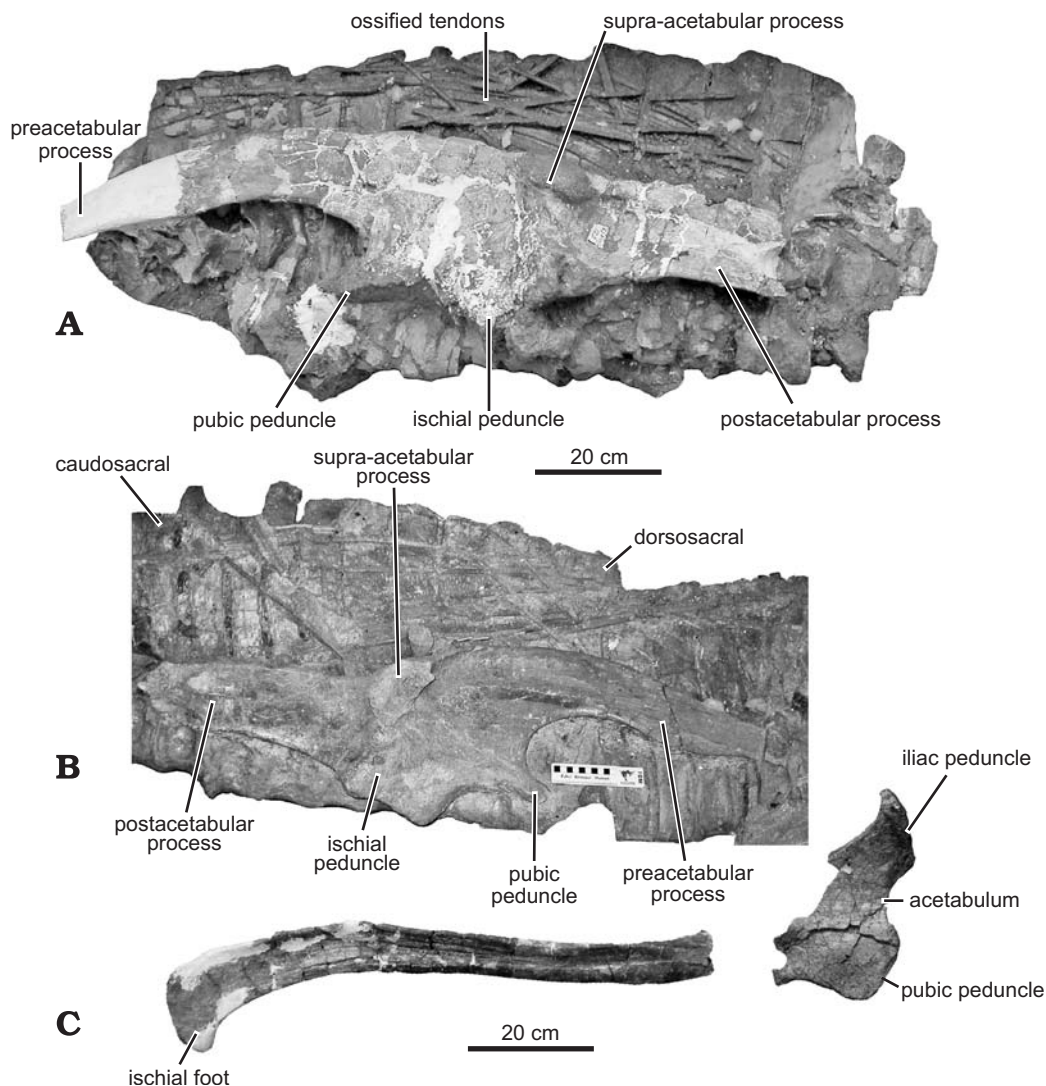 ossified tendons
supra-acetabular process
preacetabular
process
A
pubic peduncle
ischial peduncle
postacetabular process
20 cm
supra-acetabular
process
caudosacral
dorsosacral
B
postacetabular
process
ischial
peduncle
pubic
peduncle
preacetabular
process
iliac peduncle
acetabulum
pubic peduncle
C
20 cm
ischial foot